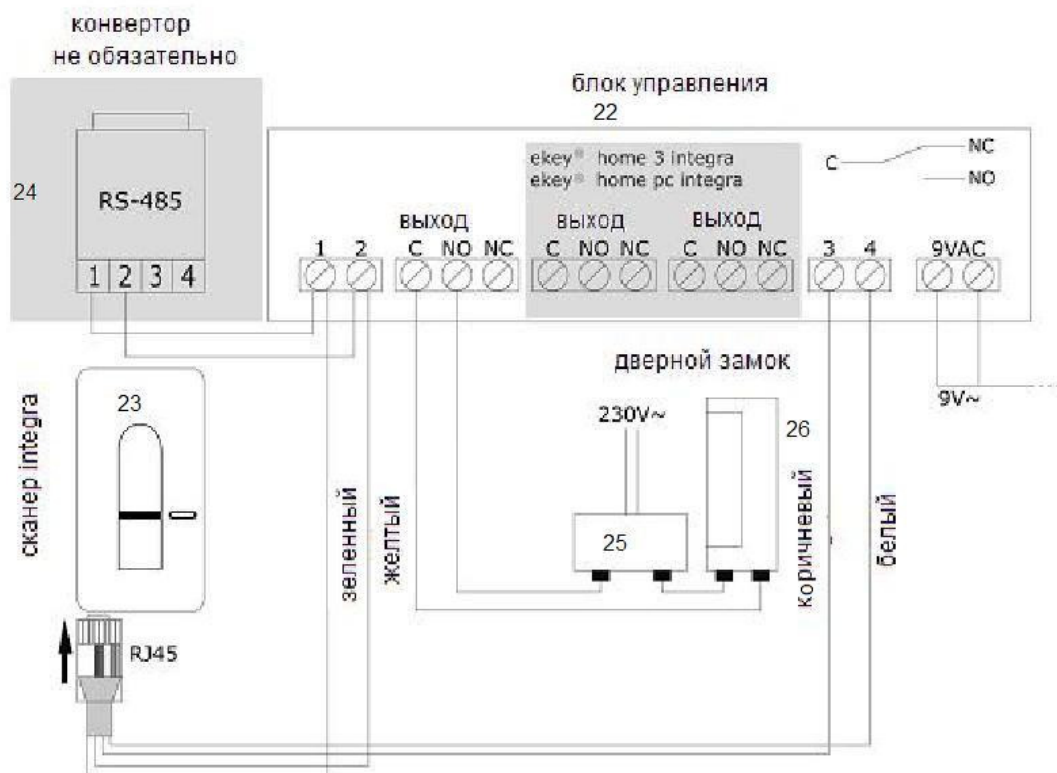 конвертор
не обязательно
24
RS-485
1 2 3 4
блок управления
22
ekey® home 3 integra
ekey® home pc integra
C
NC
NO
выход
выход
выход
1 2
C NO NC
C NO NC
C NO NC
3 4
9VAC
9V~
дверной замок
230V~
25
26
сканер integra
23
RJ45
зеленный
желтый
коричневый
белый